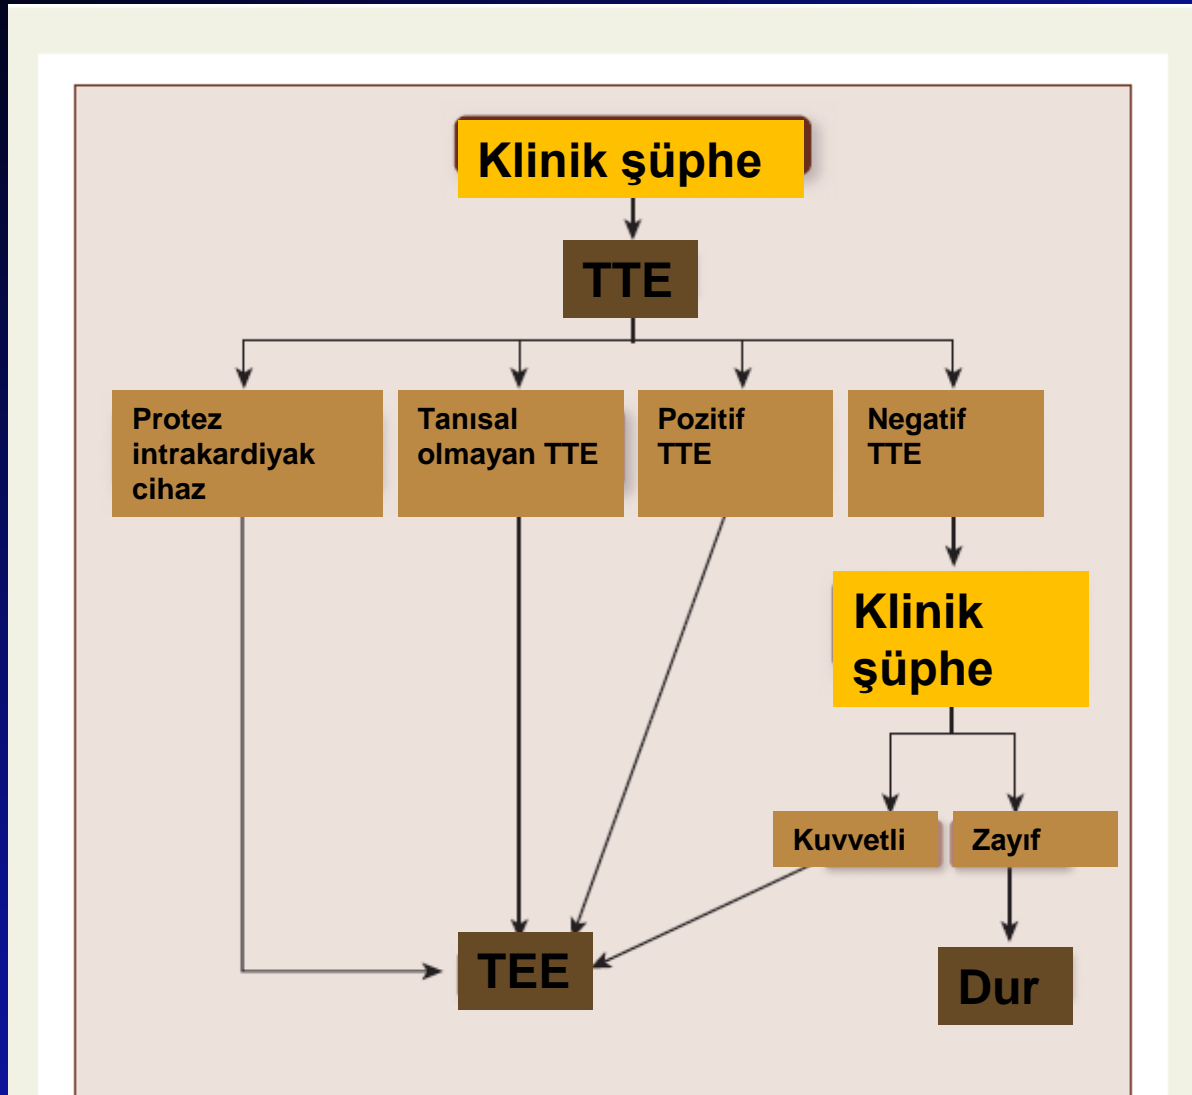 Klinik şüphe
TTE
Protez
intrakardiyak
cihaz
Tanısal
olmayan TTE
Pozitif
TTE
Negatif
TTE
Klinik
şüphe
Kuvvetli
Zayıf
TEE
Dur